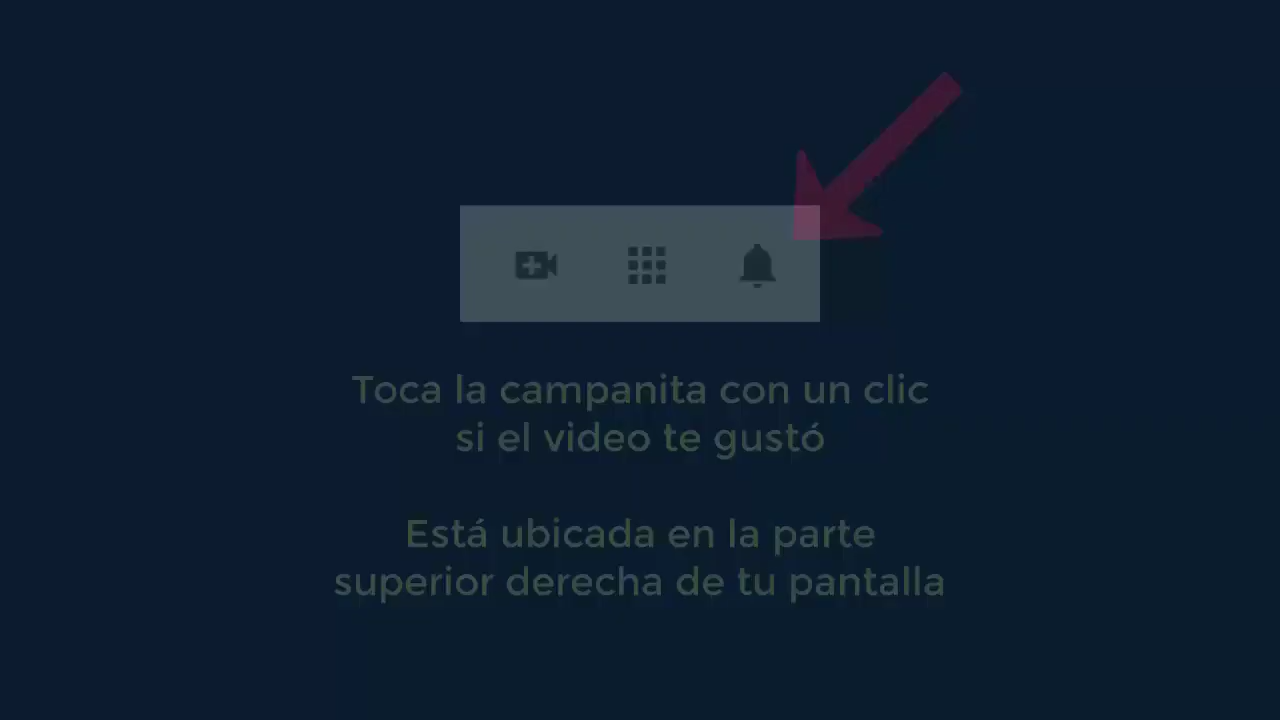 Toca la campanita con un clic
si el video te gustó
Está ubicada en la parte
superior derecha de tu pantalla